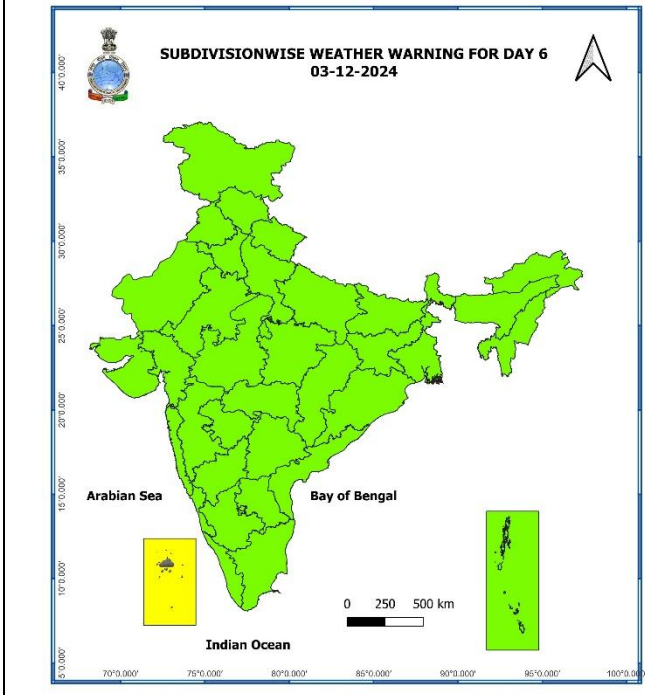 SUBDIVISIONWISE WEATHER WARNING FOR DAY 6
03-12-2024
40°0.000'
35°0.000'
30°0.000'
25°0.000'
20°0.000'
15°0.000'
10°0.000'
5°0.000'
Arabian Sea
Bay of Bengal
0 250 500 km
Indian Ocean
70°0.000' 75°0.000' 80°0.000' 85°0.000' 90°0.000' 95°0.000' 100°0.000'